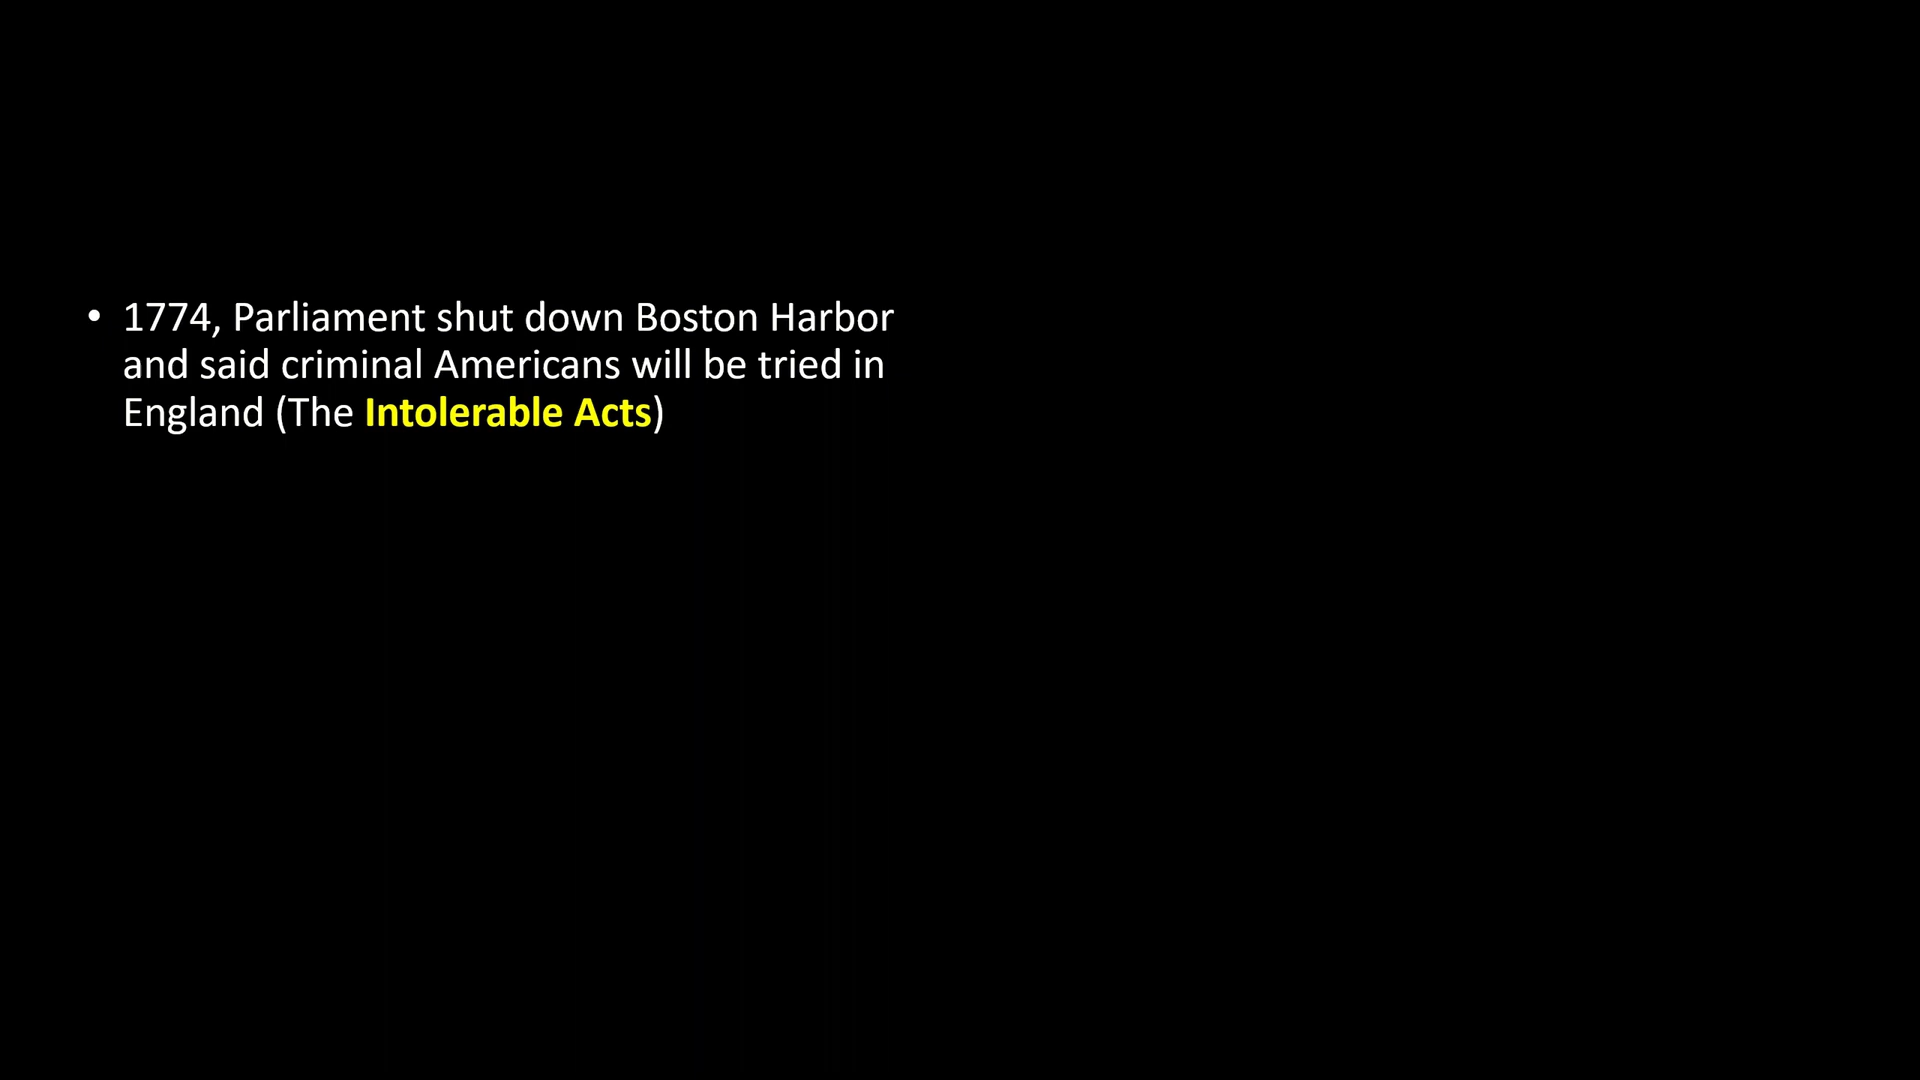 • 1774, Parliament shut down Boston Harbor
and said criminal Americans will be tried in
England (The Intolerable Acts)